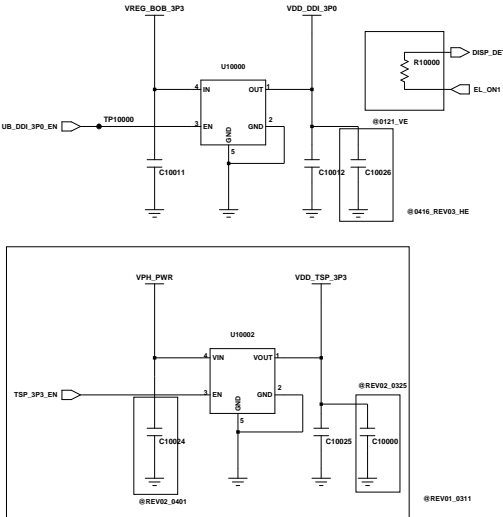 VREG_BOB_3P3
VDD_DDI_3P0
U10000
R10000
DISP_DE
4 IN
OUT 1
EL_ON1
TP10000
@0121_VE
UB_DDI_3P0_EN
3 EN
GND 2
GND
5
C10011
C10012
C10026
@0416_REV03_HE
VPH_PWR
VDD_TSP_3P3
U10002
4 VIN
VOUT 1
@REV02_0325
TSP_3P3_EN
3 EN
GND 2
GND
5
C10024
C10025
C10000
@REV02_0401
@REV01_0311